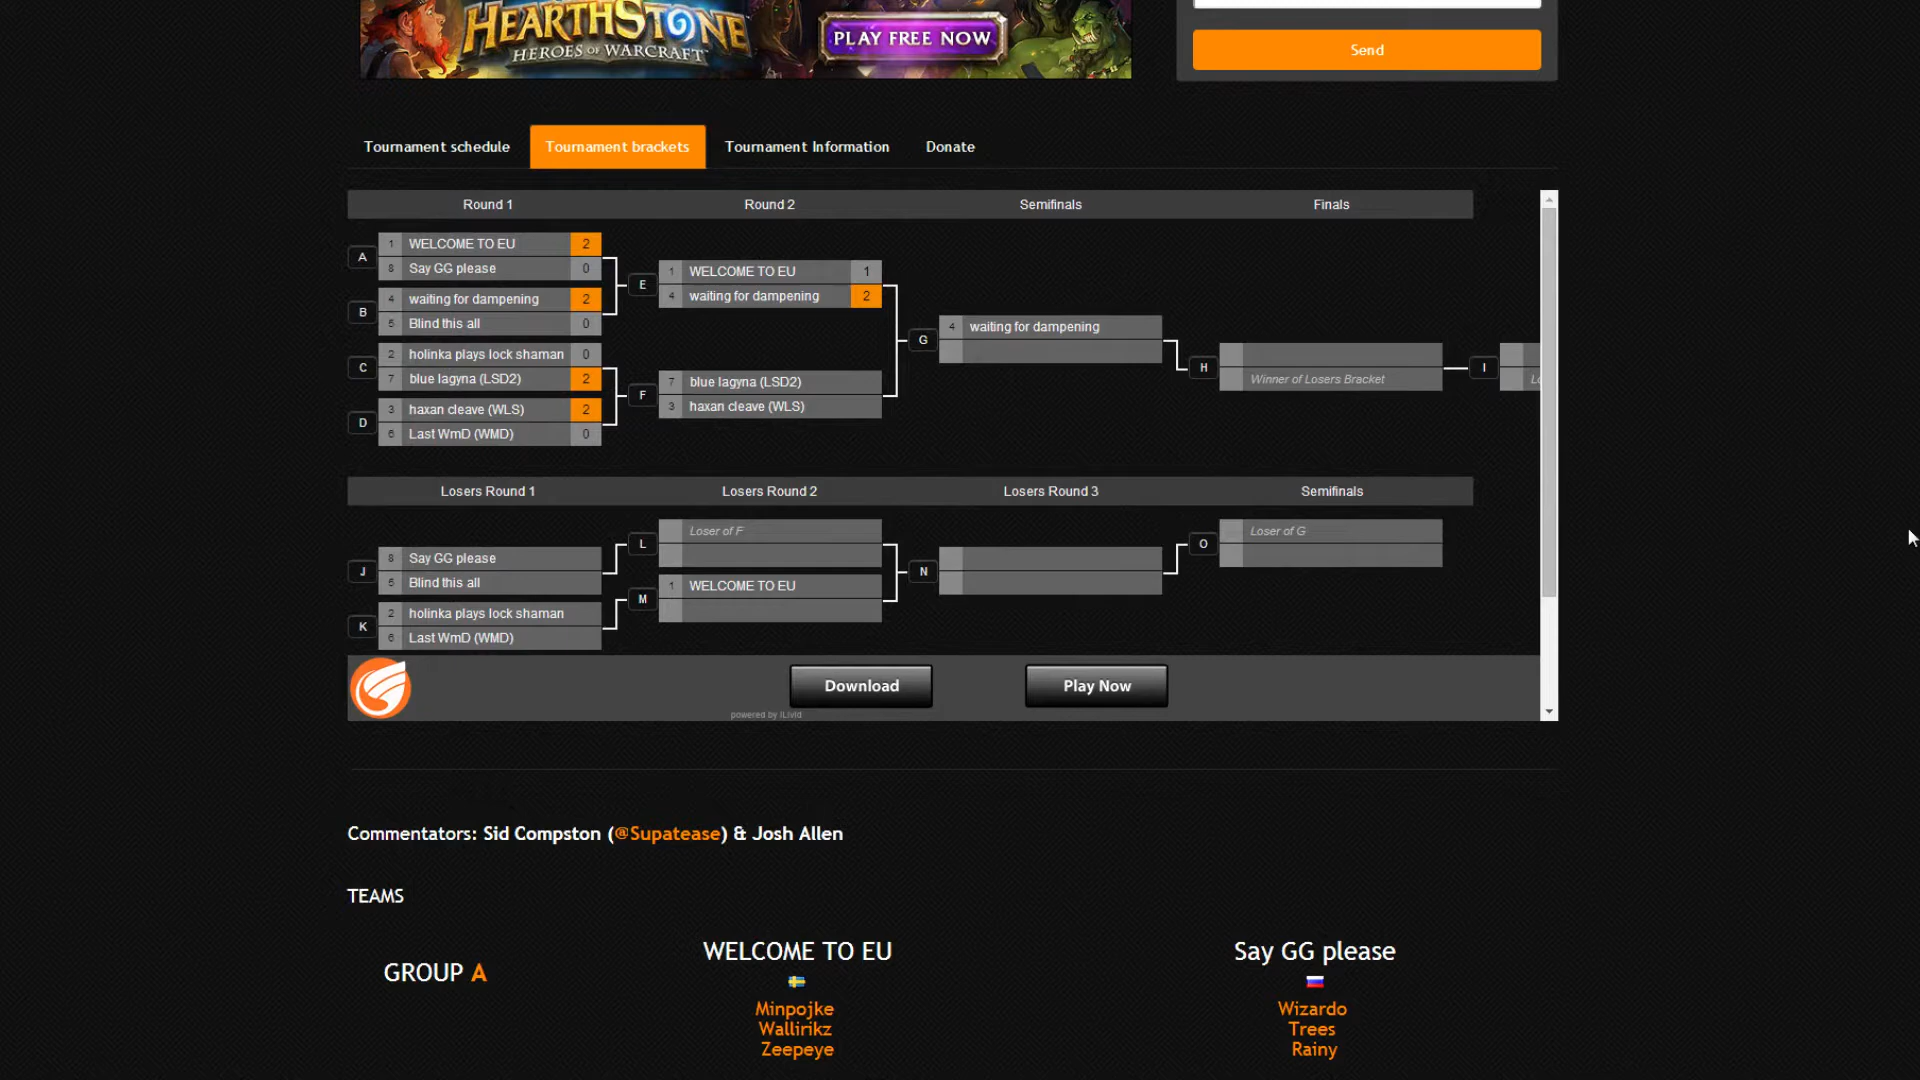 HEARTHSTONE
HEROES OF WARCRAFT
PLAY FREE NOW
Send
Tournament schedule
Tournament brackets
Tournament Information
Donate
Round 1
Round 2
Semifinals
Finals
A
1 WELCOME TO EU 2
8 Say GG please 0
B
4 waiting for dampening 2
5 Blind this all 0
C
2 holinka plays lock shaman 0
7 blue lagyna (LSD2) 2
D
3 haxan cleave (WLS) 2
6 Last WmD (WMD) 0
E
1 WELCOME TO EU 1
4 waiting for dampening 2
F
7 blue lagyna (LSD2)
3 haxan cleave (WLS)
G
4 waiting for dampening
H
Winner of Losers Bracket
I
Losers Round 1
Losers Round 2
Losers Round 3
Semifinals
J
8 Say GG please
5 Blind this all
K
2 holinka plays lock shaman
6 Last WmD (WMD)
L
Loser of F
M
1 WELCOME TO EU
N
O
Loser of G
Download
Play Now
powered by iLivid
Commentators: Sid Compston (@Supatease) & Josh Allen
TEAMS
GROUP A
WELCOME TO EU
Minpojke
Wallirikz
Zeepeye
Say GG please
Wizardo
Trees
Rainy